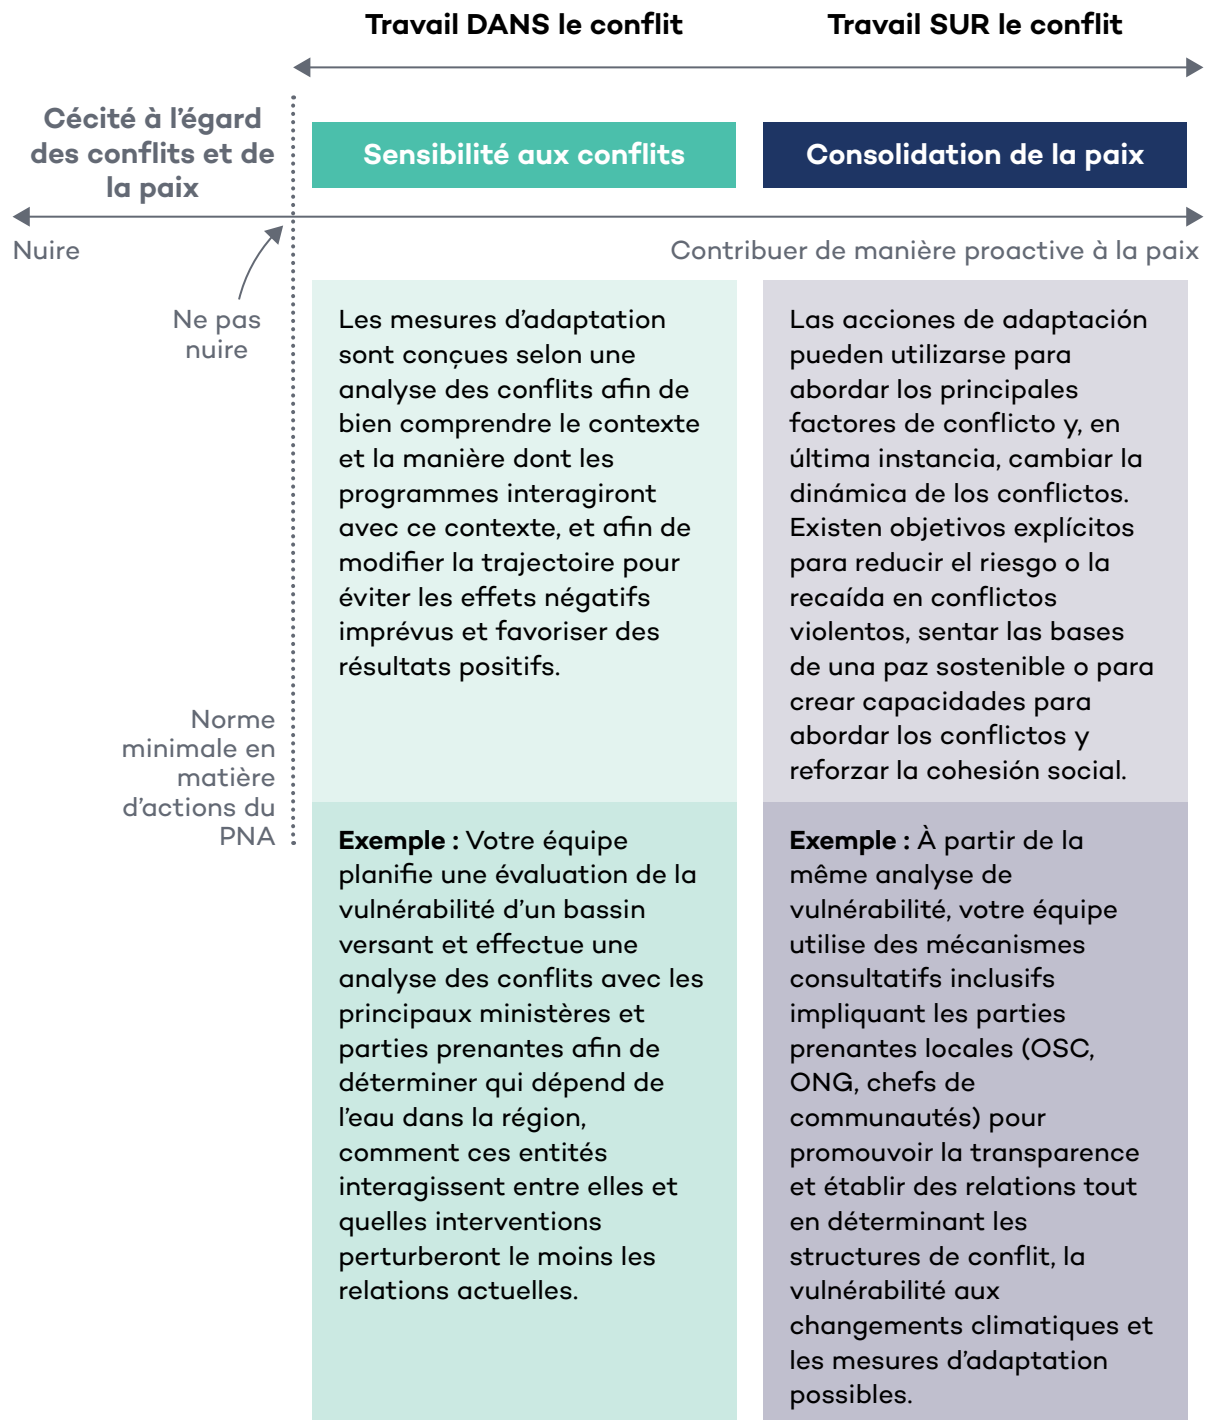 Travail DANS le conflit
Travail SUR le conflit
Cécité à l'égard
des conflits et de
la paix
Sensibilité aux conflits
Consolidation de la paix
Nuire
Contribuer de manière proactive à la paix
Ne pas
nuire
Norme
minimale en
matière
d'actions du
PNA
Les mesures d'adaptation
sont conçues selon une
analyse des conflits afin de
bien comprendre le contexte
et la manière dont les
programmes interagiront
avec ce contexte, et afin de
modifier la trajectoire pour
éviter les effets négatifs
imprévus et favoriser des
résultats positifs.
Las acciones de adaptación
pueden utilizarse para
abordar los principales
factores de conflicto y, en
última instancia, cambiar la
dinámica de los conflictos.
Existen objetivos explícitos
para reducir el riesgo o la
recaída en conflictos
violentos, sentar las bases
de una paz sostenible o para
crear capacidades para
abordar los conflictos y
reforzar la cohesión social.
Exemple : Votre équipe
planifie une évaluation de la
vulnérabilité d'un bassin
versant et effectue une
analyse des conflits avec les
principaux ministères et
parties prenantes afin de
déterminer qui dépend de
l'eau dans la région,
comment ces entités
interagissent entre elles et
quelles interventions
perturberont le moins les
relations actuelles.
Exemple : À partir de la
même analyse de
vulnérabilité, votre équipe
utilise des mécanismes
consultatifs inclusifs
impliquant les parties
prenantes locales (OSC,
ONG, chefs de
communautés) pour
promouvoir la transparence
et établir des relations tout
en déterminant les
structures de conflit, la
vulnérabilité aux
changements climatiques et
les mesures d'adaptation
possibles.